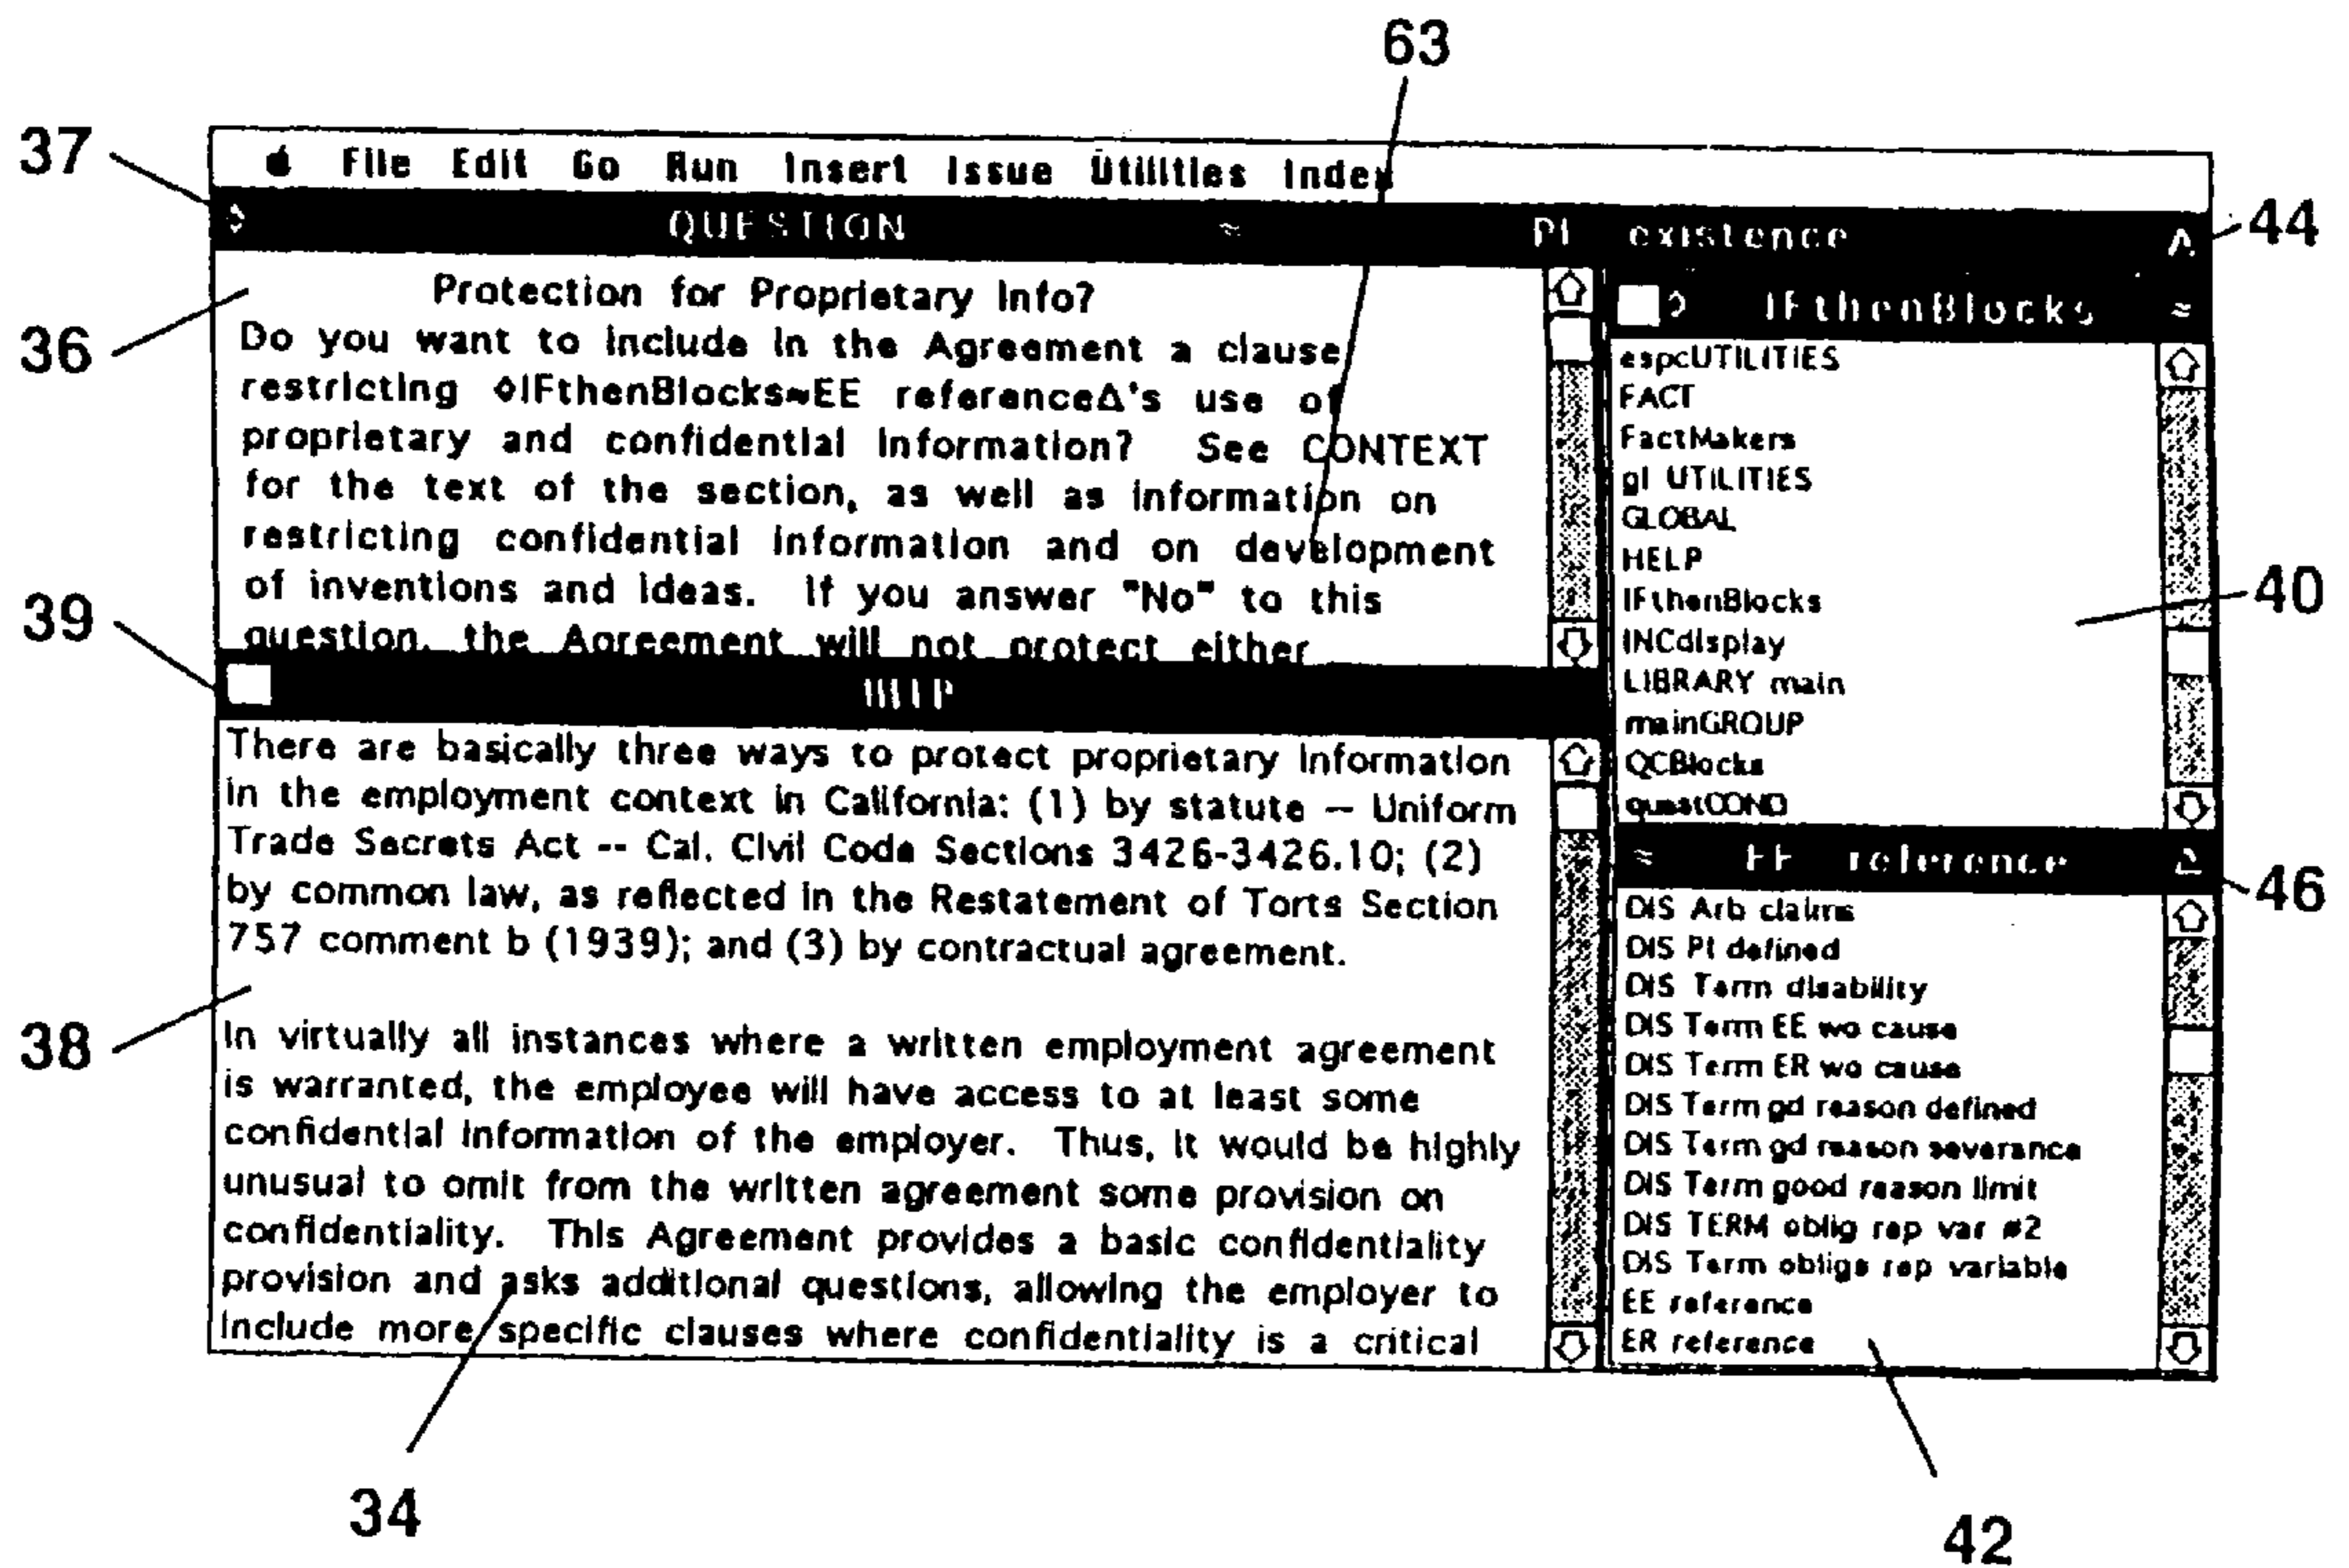 63
37
File Edit Go Run Insert Issue Utilities Index
◊ QUESTION ≈ PI existence Δ
44
36
Protection for Proprietary Info?
Do you want to include in the Agreement a clause
restricting ◊IFthenBlocks≈EE referenceΔ's use of
proprietary and confidential information? See CONTEXT
for the text of the section, as well as information on
restricting confidential information and on development
of inventions and ideas. If you answer "No" to this
question, the Agreement will not protect either
39
HELP
There are basically three ways to protect proprietary information
in the employment context in California: (1) by statute – Uniform
Trade Secrets Act -- Cal. Civil Code Sections 3426-3426.10; (2)
by common law, as reflected in the Restatement of Torts Section
757 comment b (1939); and (3) by contractual agreement.
38
In virtually all instances where a written employment agreement
is warranted, the employee will have access to at least some
confidential information of the employer. Thus, it would be highly
unusual to omit from the written agreement some provision on
confidentiality. This Agreement provides a basic confidentiality
provision and asks additional questions, allowing the employer to
include more specific clauses where confidentiality is a critical
34
◊ IFthenBlocks ≈
espcUTILITIES
FACT
FactMakers
gl UTILITIES
GLOBAL
HELP
IFthenBlocks
INCdisplay
LIBRARY main
mainGROUP
QCBlocks
questCOND
40
≈ EE reference Δ
46
DIS Arb claims
DIS PI defined
DIS Term disability
DIS Term EE wo cause
DIS Term ER wo cause
DIS Term gd reason defined
DIS Term gd reason severance
DIS Term good reason limit
DIS TERM oblig rep var #2
DIS Term obligs rep variable
EE reference
ER reference
42